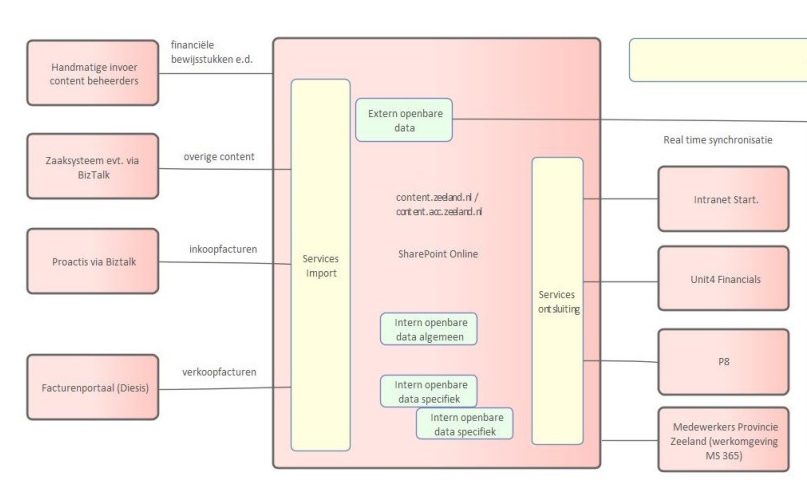 financiële
bewijsstukken e.d.
Handmatige invoer
content beheerders
Extern openbare
data
Real time synchronisatie
Zaaksysteem evt. via
BizTalk
overige content
content.zeeland.nl /
content.acc.zeeland.nl
Intranet Start.
inkoopfacturen
Proactis via Biztalk
Services
Import
SharePoint Online
Services
ontsluiting
Unit4 Financials
Intern openbare
data algemeen
verkoopfacturen
Facturenportaal (Diesis)
Intern openbare
data specifiek
Intern openbare
data specifiek
P8
Medewerkers Provincie
Zeeland (werkomgeving
MS 365)